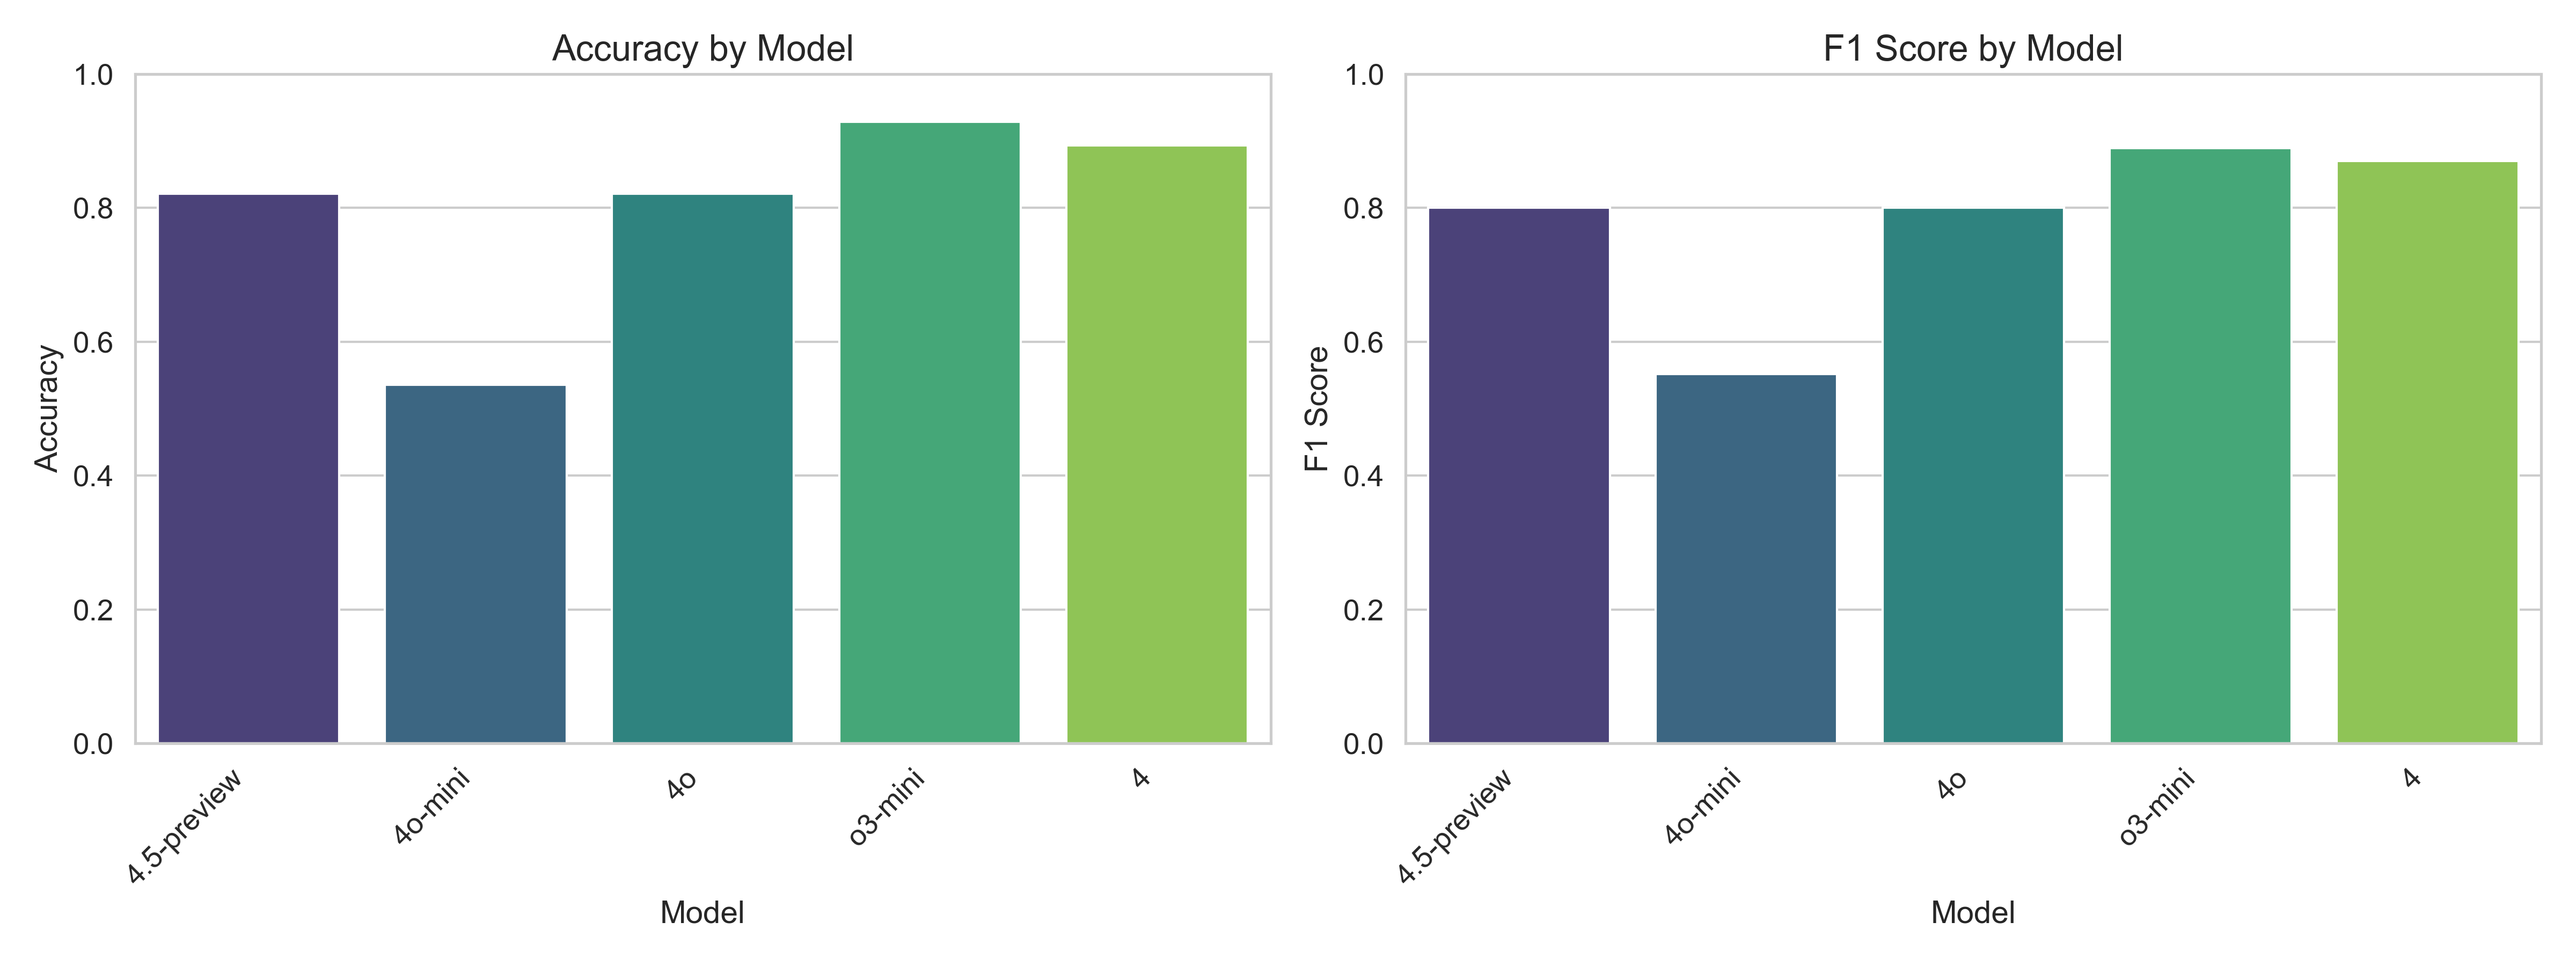 Accuracy by Model
1.0
0.8
0.6
0.4
0.2
0.0
Accuracy
4.5-preview
4o-mini
4o
o3-mini
4
Model
F1 Score by Model
1.0
0.8
0.6
0.4
0.2
0.0
F1 Score
4.5-preview
4o-mini
4o
o3-mini
4
Model